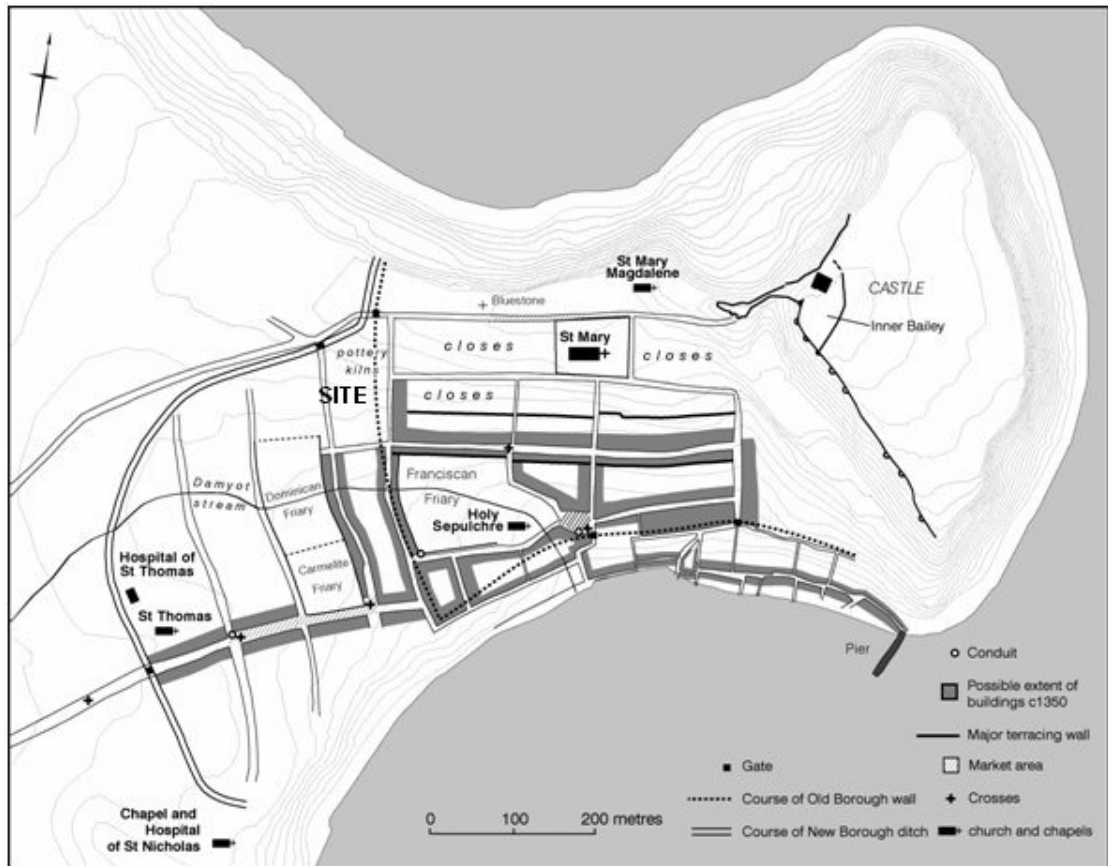 St Mary
Magdalene
Bluestone
CASTLE
Inner Bailey
St Mary
closes
closes
pottery
kilns
SITE
closes
Franciscan
Friary
Damyot
stream
Dominican
Friary
Holy
Sepulchre
Hospital of
St Thomas
Carmelite
Friary
St Thomas
Pier
Conduit
Possible extent of
buildings c1350
Major terracing wall
Gate
Market area
Course of Old Borough wall
Crosses
Chapel and
Hospital
of St Nicholas
0 100 200 metres
Course of New Borough ditch
church and chapels